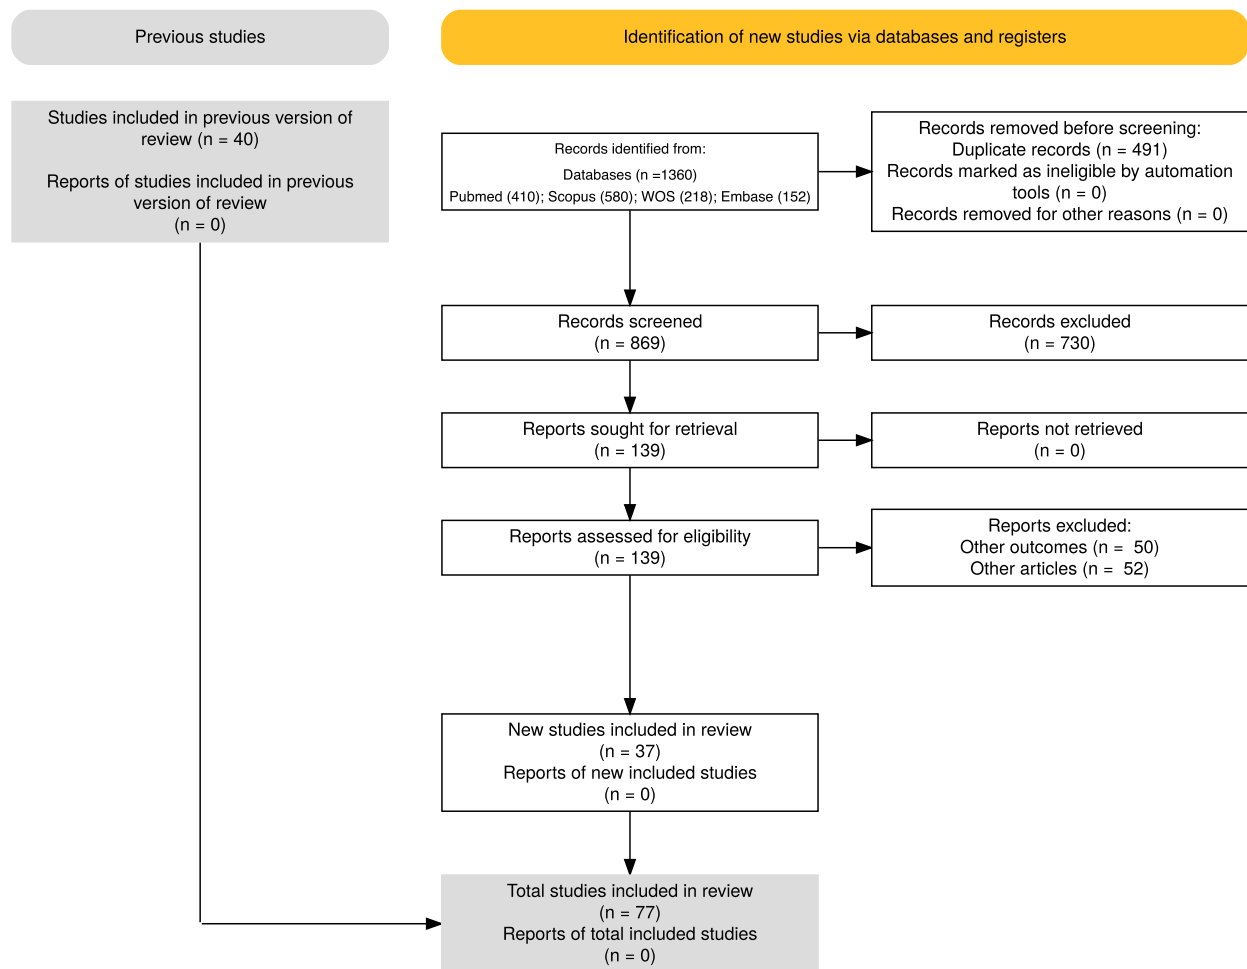 Previous studies
Identification of new studies via databases and registers
Studies included in previous version of
review (n = 40)
Reports of studies included in previous
version of review
(n = 0)
Records identified from:
Databases (n =1360)
Pubmed (410); Scopus (580); WOS (218); Embase (152)
Records removed before screening:
Duplicate records (n = 491)
Records marked as ineligible by automation
tools (n = 0)
Records removed for other reasons (n = 0)
Records screened
(n = 869)
Records excluded
(n = 730)
Reports sought for retrieval
(n = 139)
Reports not retrieved
(n = 0)
Reports assessed for eligibility
(n = 139)
Reports excluded:
Other outcomes (n =  50)
Other articles (n =  52)
New studies included in review
(n = 37)
Reports of new included studies
(n = 0)
Total studies included in review
(n = 77)
Reports of total included studies
(n = 0)